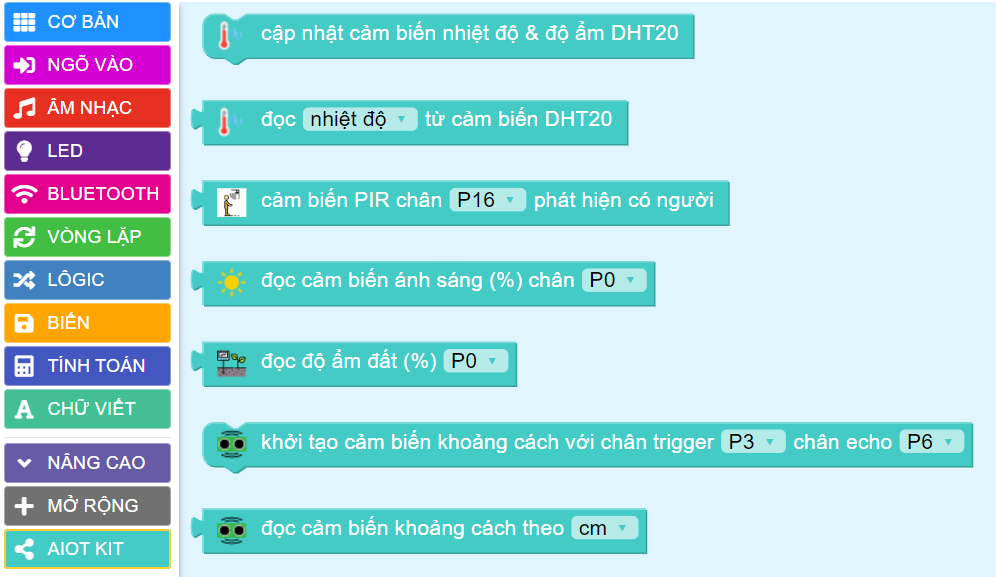 CƠ BẢN
NGÕ VÀO
ÂM NHẠC
LED
BLUETOOTH
VÒNG LẶP
LÔGIC
BIẾN
TÍNH TOÁN
CHỮ VIẾT
NÂNG CAO
MỞ RỘNG
AIOT KIT
cập nhật cảm biến nhiệt độ & độ ẩm DHT20
đọc nhiệt độ từ cảm biến DHT20
cảm biến PIR chân P16 phát hiện có người
đọc cảm biến ánh sáng (%) chân P0
đọc độ ẩm đất (%) P0
khởi tạo cảm biến khoảng cách với chân trigger P3 chân echo P6
đọc cảm biến khoảng cách theo cm